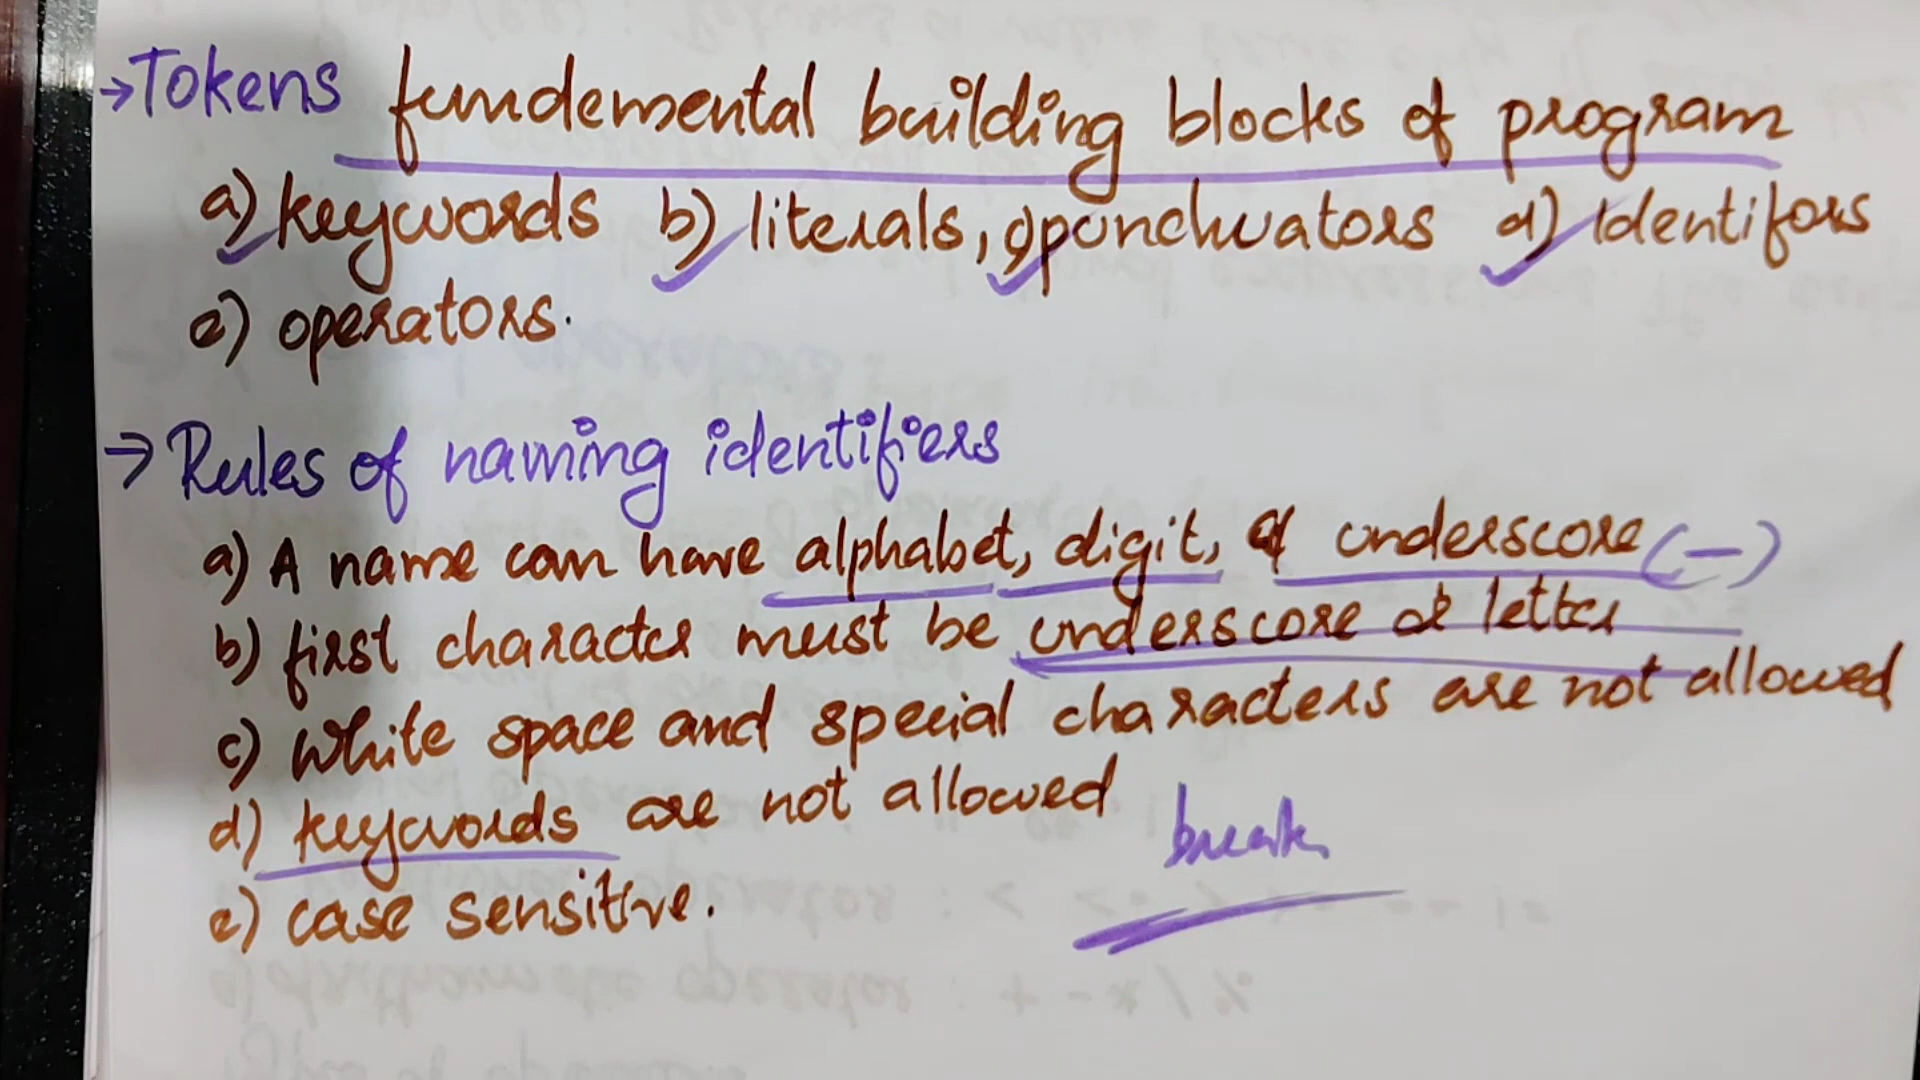 →Tokens fundemental building blocks of program
a) keywords b) literals, c) punctuators d) Identifors
e) operators.
→ Rules of naming identifiers
a) A name can have alphabet, digit, & underscore (_)
b) first character must be underscore or letter
c) White space and special characters are not allowed
d) keywords are not allowed
break
e) case sensitive.